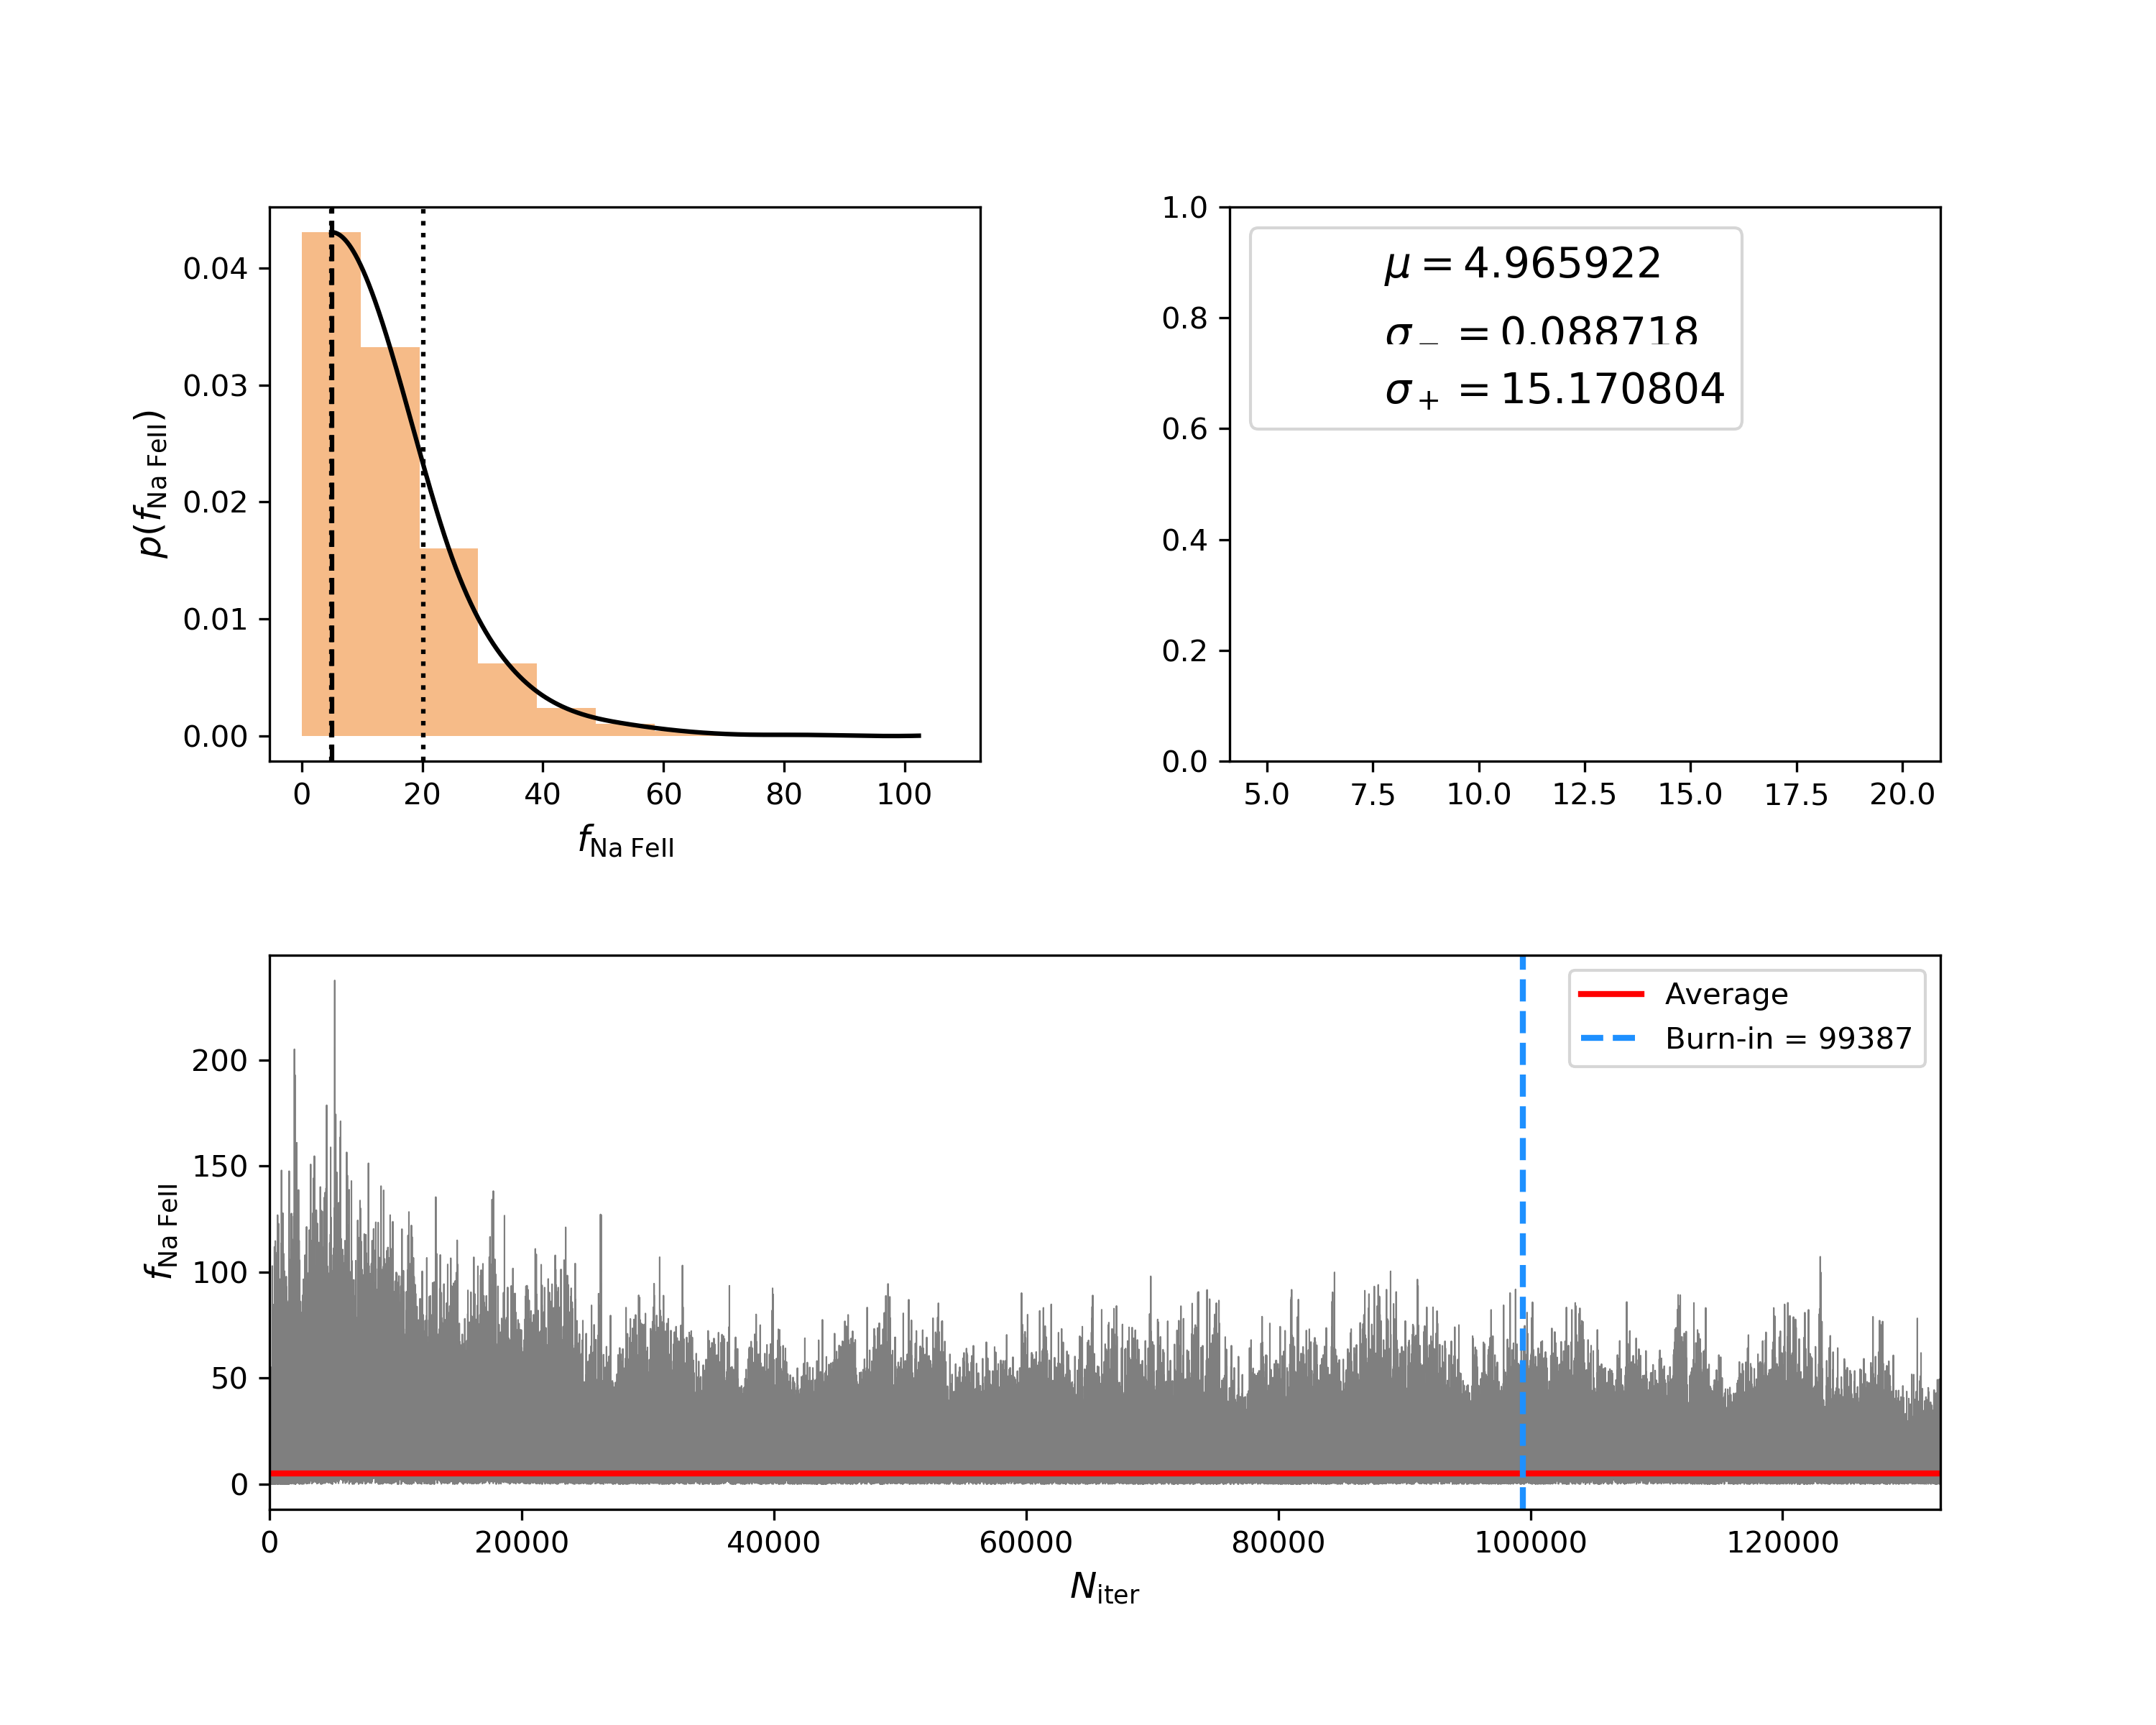 0.04
0.03
0.02
0.01
0.00
p(f_Na FeII)
0 20 40 60 80 100
f_Na FeII
1.0
0.8
0.6
0.4
0.2
0.0
μ = 4.965922
σ_− = 0.088718
σ_+ = 15.170804
5.0 7.5 10.0 12.5 15.0 17.5 20.0
200
150
100
50
0
f_Na FeII
Average
Burn-in = 99387
0 20000 40000 60000 80000 100000 120000
N_iter